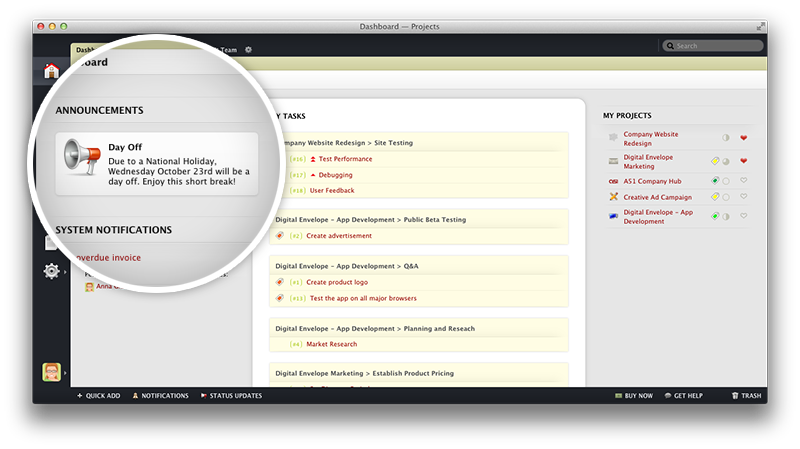 Dashboard — Projects
Team
Search
ANNOUNCEMENTS
Day Off
Due to a National Holiday,
Wednesday October 23rd will be a
day off. Enjoy this short break!
SYSTEM NOTIFICATIONS
overdue invoice
TASKS
Company Website Redesign > Site Testing
(#16) Test Performance
(#17) Debugging
(#18) User Feedback
Digital Envelope - App Development > Public Beta Testing
(#2) Create advertisement
Digital Envelope - App Development > Q&A
(#1) Create product logo
(#13) Test the app on all major browsers
Digital Envelope - App Development > Planning and Reseach
(#4) Market Research
Digital Envelope Marketing > Establish Product Pricing
MY PROJECTS
Company Website
Redesign
Digital Envelope
Marketing
A51 Company Hub
Creative Ad Campaign
Digital Envelope - App
Development
QUICK ADD
NOTIFICATIONS
STATUS UPDATES
BUY NOW
GET HELP
TRASH